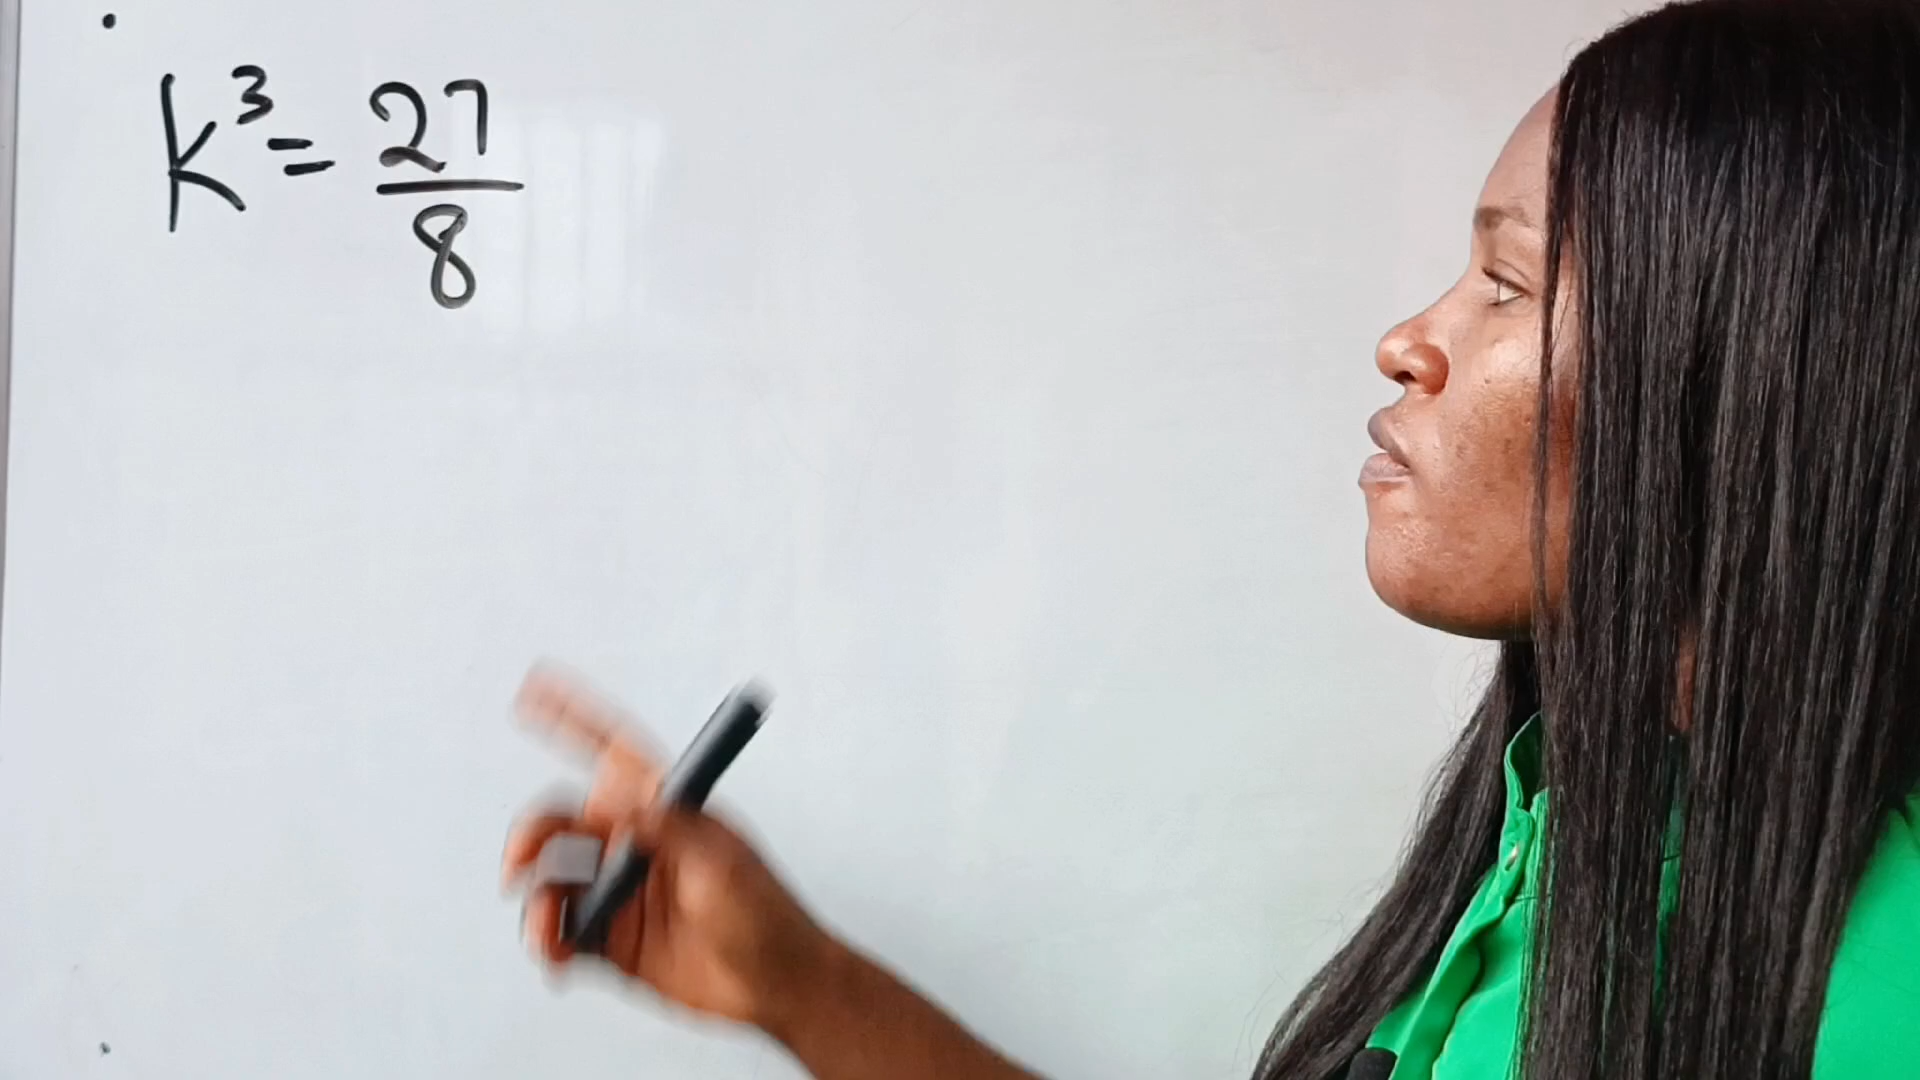 K³ = 27/8